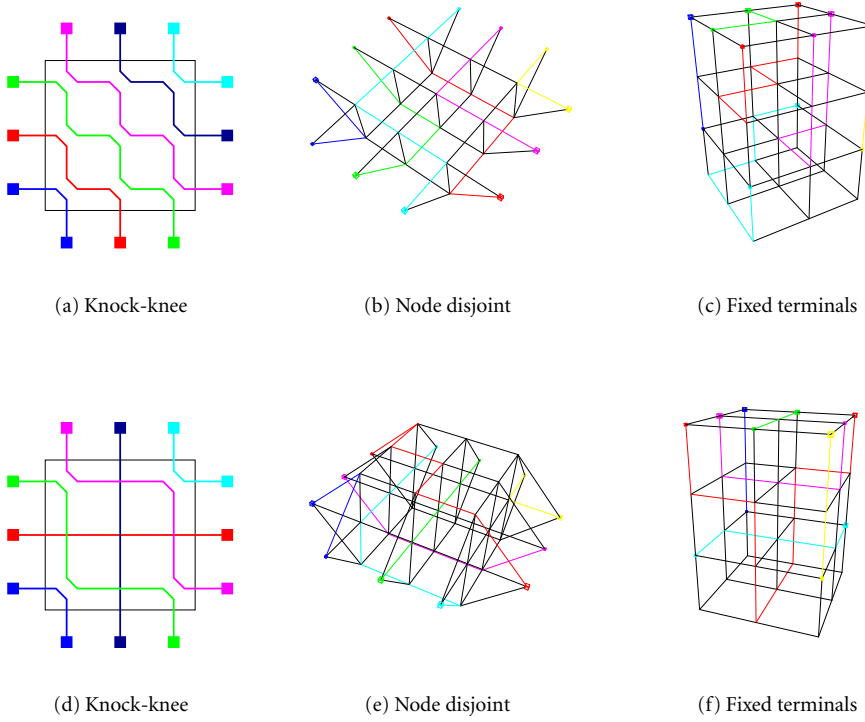 (a) Knock-knee
(b) Node disjoint
(c) Fixed terminals
(d) Knock-knee
(e) Node disjoint
(f) Fixed terminals